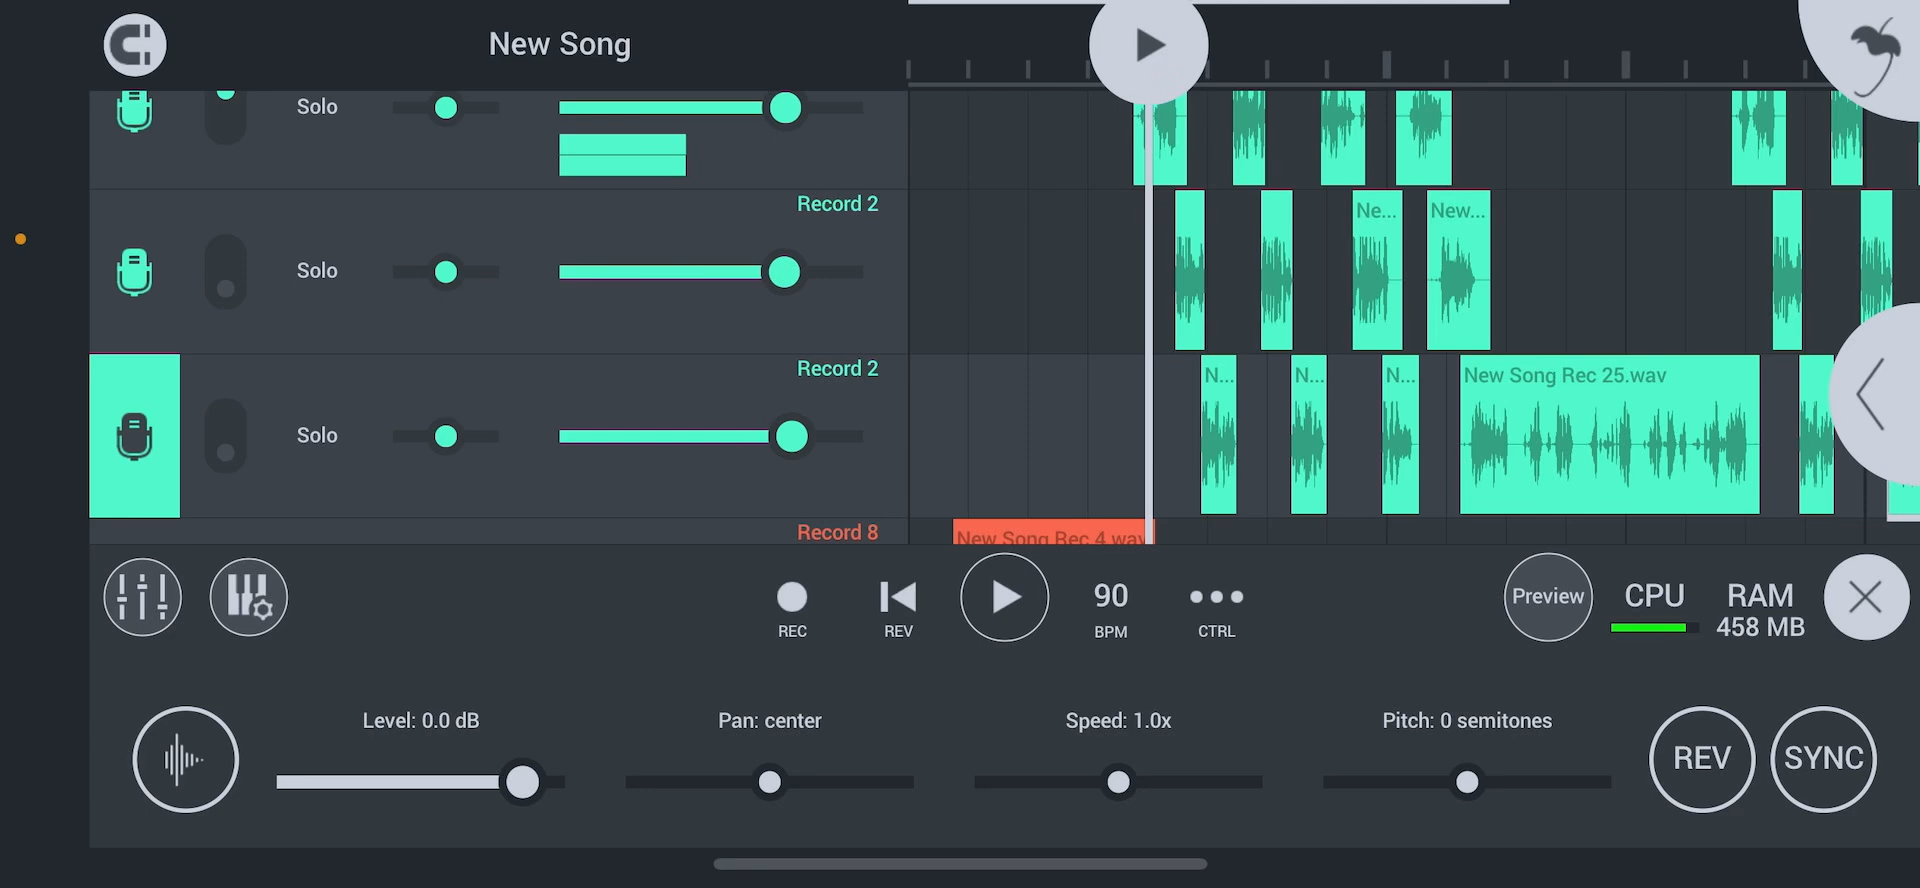 New Song
Solo
Record 2
Solo
Ne...
New...
Record 2
Solo
N...
N...
N...
New Song Rec 25.wav
Record 8
New Song Rec 4.wav
REC
REV
90
BPM
CTRL
Preview
CPU
RAM
458 MB
Level: 0.0 dB
Pan: center
Speed: 1.0x
Pitch: 0 semitones
REV
SYNC